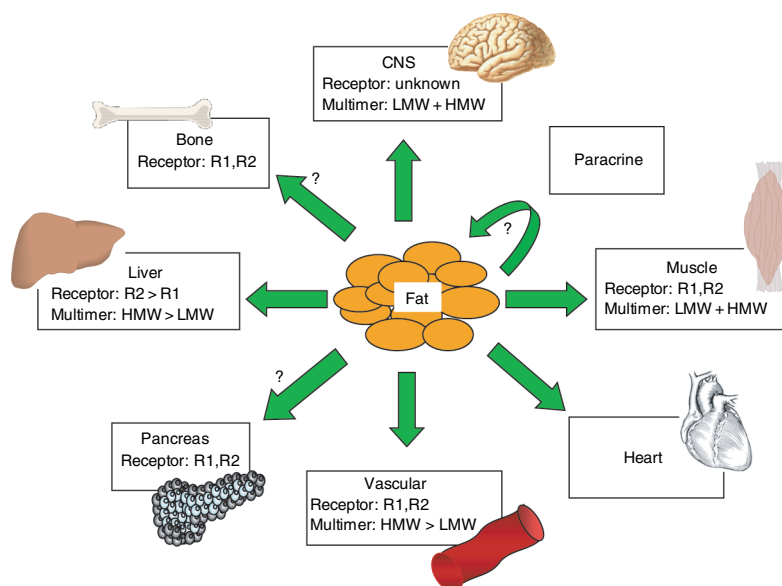 CNS
Receptor: unknown
Multimer: LMW + HMW
Bone
Receptor: R1,R2
?
Paracrine
?
Liver
Receptor: R2 > R1
Multimer: HMW > LMW
Fat
Muscle
Receptor: R1,R2
Multimer: LMW + HMW
?
Pancreas
Receptor: R1,R2
Vascular
Receptor: R1,R2
Multimer: HMW > LMW
Heart